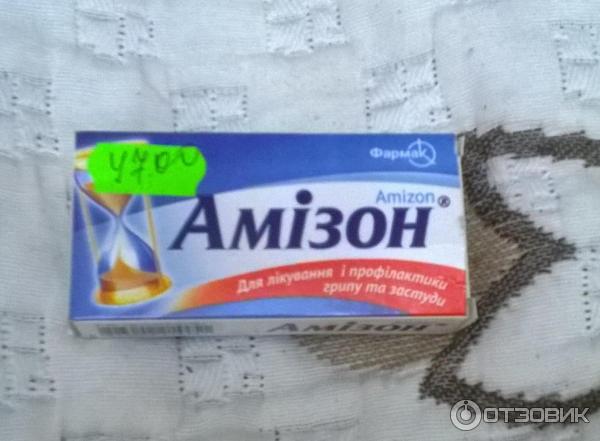 Фармак
47.00
Amizon
Амізон®
Для лікування і профілактики
грипу та застуди
Амізон®
ОТЗОВИК